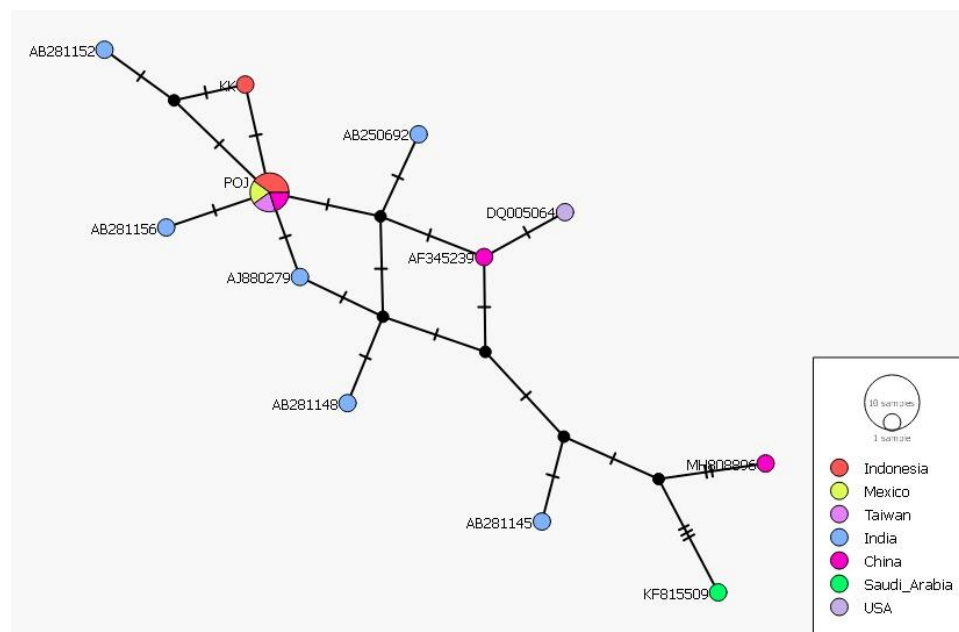 AB281152
KK
AB250692
POJ
DQ005064
AB281156
AF345239
AJ880279
AB281148
MH808896
AB281145
KF815509
10 samples
1 sample
Indonesia
Mexico
Taiwan
India
China
Saudi_Arabia
USA